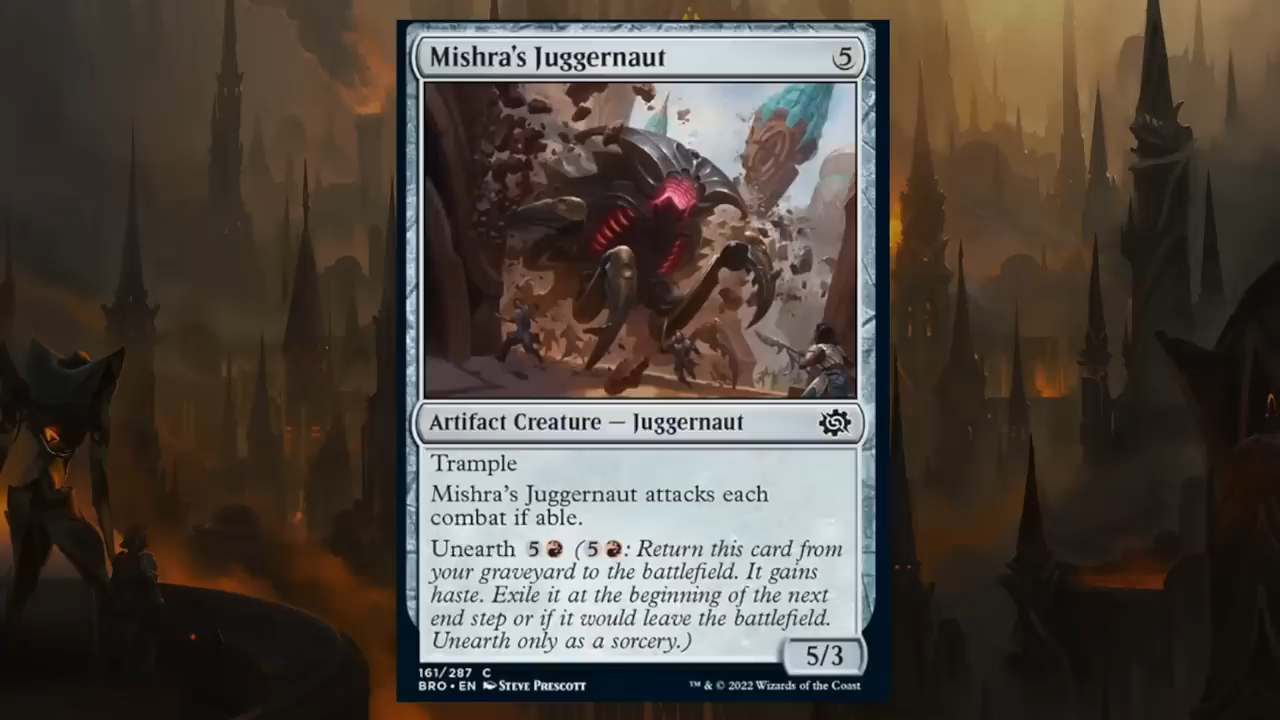 Mishra's Juggernaut 5
Artifact Creature — Juggernaut
Trample
Mishra's Juggernaut attacks each
combat if able.
Unearth 5 (5 : Return this card from
your graveyard to the battlefield. It gains
haste. Exile it at the beginning of the next
end step or if it would leave the battlefield.
Unearth only as a sorcery.)
5/3
161/287 C
BRO • EN STEVE PRESCOTT
™ & © 2022 Wizards of the Coast